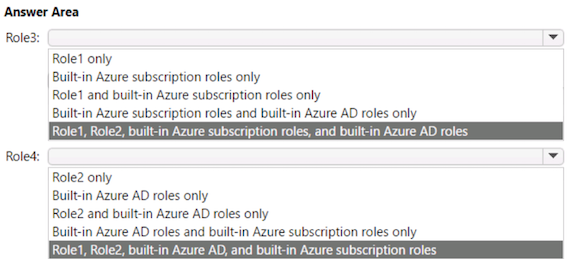 Answer Area
Role3:
Role1 only
Built-in Azure subscription roles only
Role1 and built-in Azure subscription roles only
Built-in Azure subscription roles and built-in Azure AD roles only
Role1, Role2, built-in Azure subscription roles, and built-in Azure AD roles
Role4:
Role2 only
Built-in Azure AD roles only
Role2 and built-in Azure AD roles only
Built-in Azure AD roles and built-in Azure subscription roles only
Role1, Role2, built-in Azure AD, and built-in Azure subscription roles